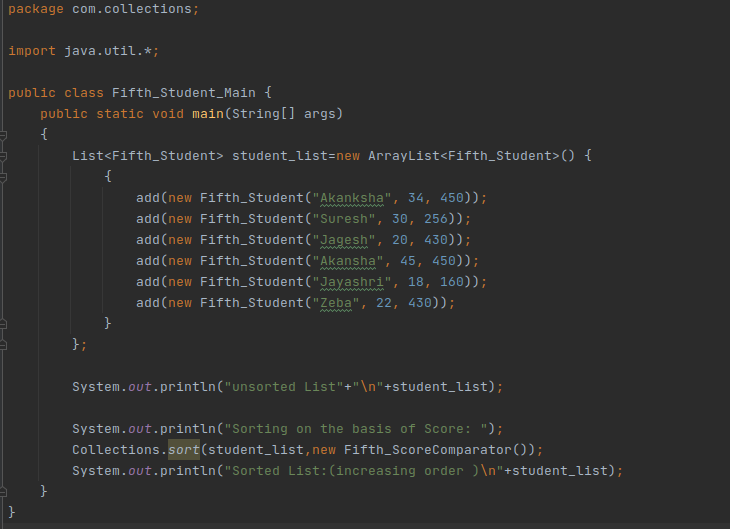 package com.collections;
import java.util.*;
public class Fifth_Student_Main {
public static void main(String[] args)
{
List<Fifth_Student> student_list=new ArrayList<Fifth_Student>() {
{
add(new Fifth_Student("Akanksha", 34, 450));
add(new Fifth_Student("Suresh", 30, 256));
add(new Fifth_Student("Jagesh", 20, 430));
add(new Fifth_Student("Akansha", 45, 450));
add(new Fifth_Student("Jayashri", 18, 160));
add(new Fifth_Student("Zeba", 22, 430));
}
};
System.out.println("unsorted List"+"\n"+student_list);
System.out.println("Sorting on the basis of Score: ");
Collections.sort(student_list,new Fifth_ScoreComparator());
System.out.println("Sorted List:(increasing order )\n"+student_list);
}
}